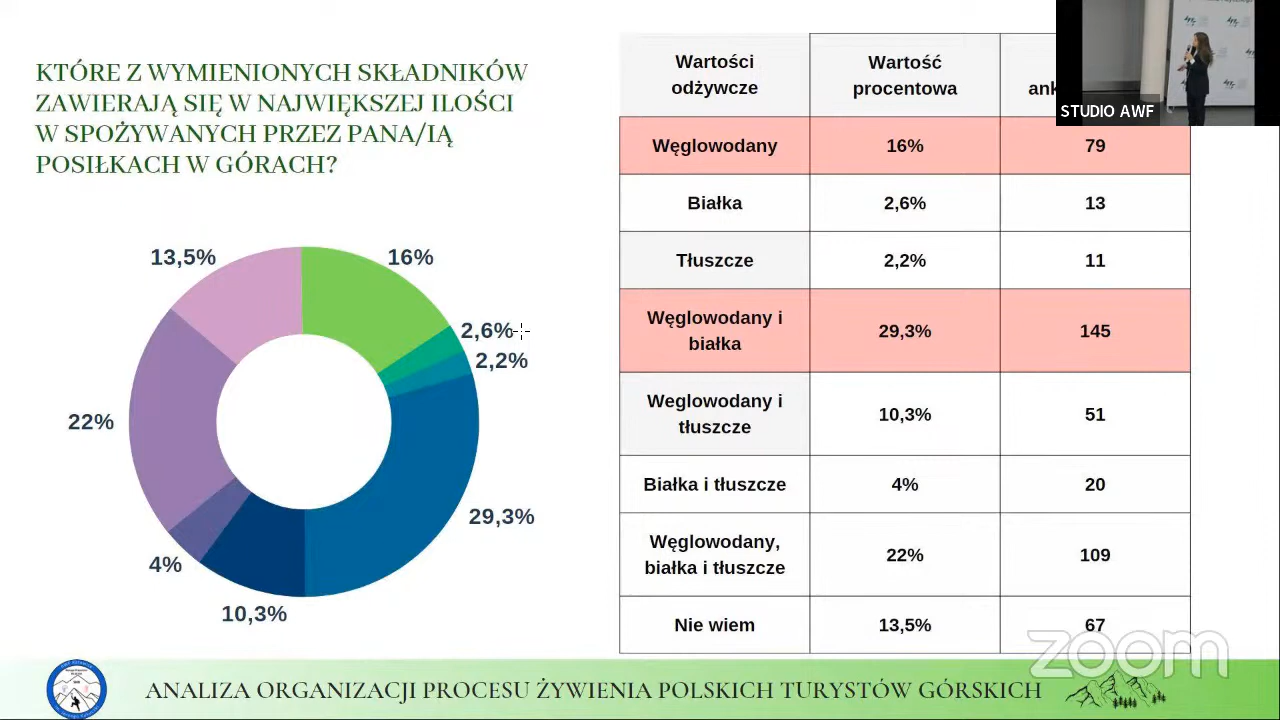 KTÓRE Z WYMIENIONYCH SKŁADNIKÓW
ZAWIERAJĄ SIĘ W NAJWIĘKSZEJ ILOŚCI
W SPOŻYWANYCH PRZEZ PANA/IĄ
POSIŁKACH W GÓRACH?
13,5%
16%
2,6%
2,2%
22%
29,3%
4%
10,3%
Wartości odżywcze
Wartość procentowa
STUDIO AWF
Węglowodany 16% 79
Białka 2,6% 13
Tłuszcze 2,2% 11
Węglowodany i białka 29,3% 145
Weglowodany i tłuszcze 10,3% 51
Białka i tłuszcze 4% 20
Węglowodany, białka i tłuszcze 22% 109
Nie wiem 13,5% 67
zoom
ANALIZA ORGANIZACJI PROCESU ŻYWIENIA POLSKICH TURYSTÓW GÓRSKICH